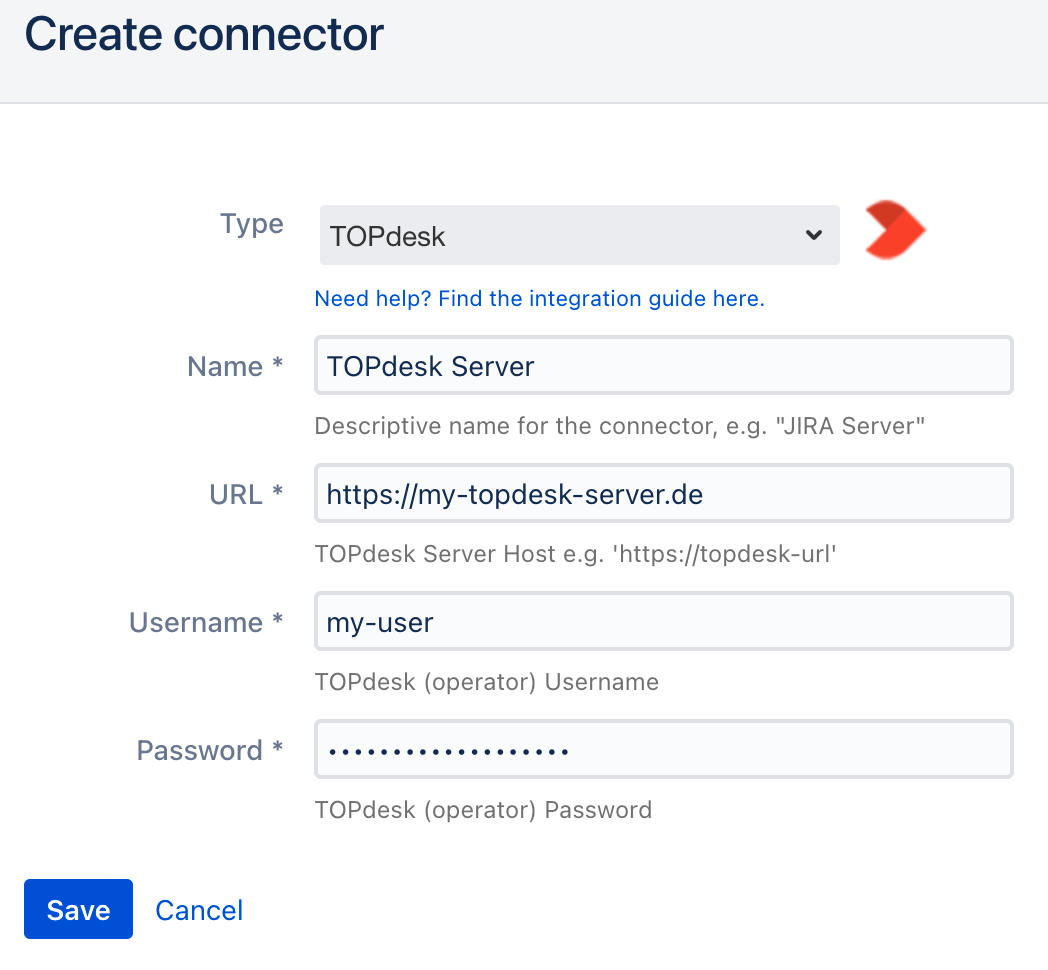 Create connector
Type
TOPdesk
Need help? Find the integration guide here.
Name *
TOPdesk Server
Descriptive name for the connector, e.g. "JIRA Server"
URL *
https://my-topdesk-server.de
TOPdesk Server Host e.g. 'https://topdesk-url'
Username *
my-user
TOPdesk (operator) Username
Password *
•••••••••••••••••••
TOPdesk (operator) Password
Save
Cancel